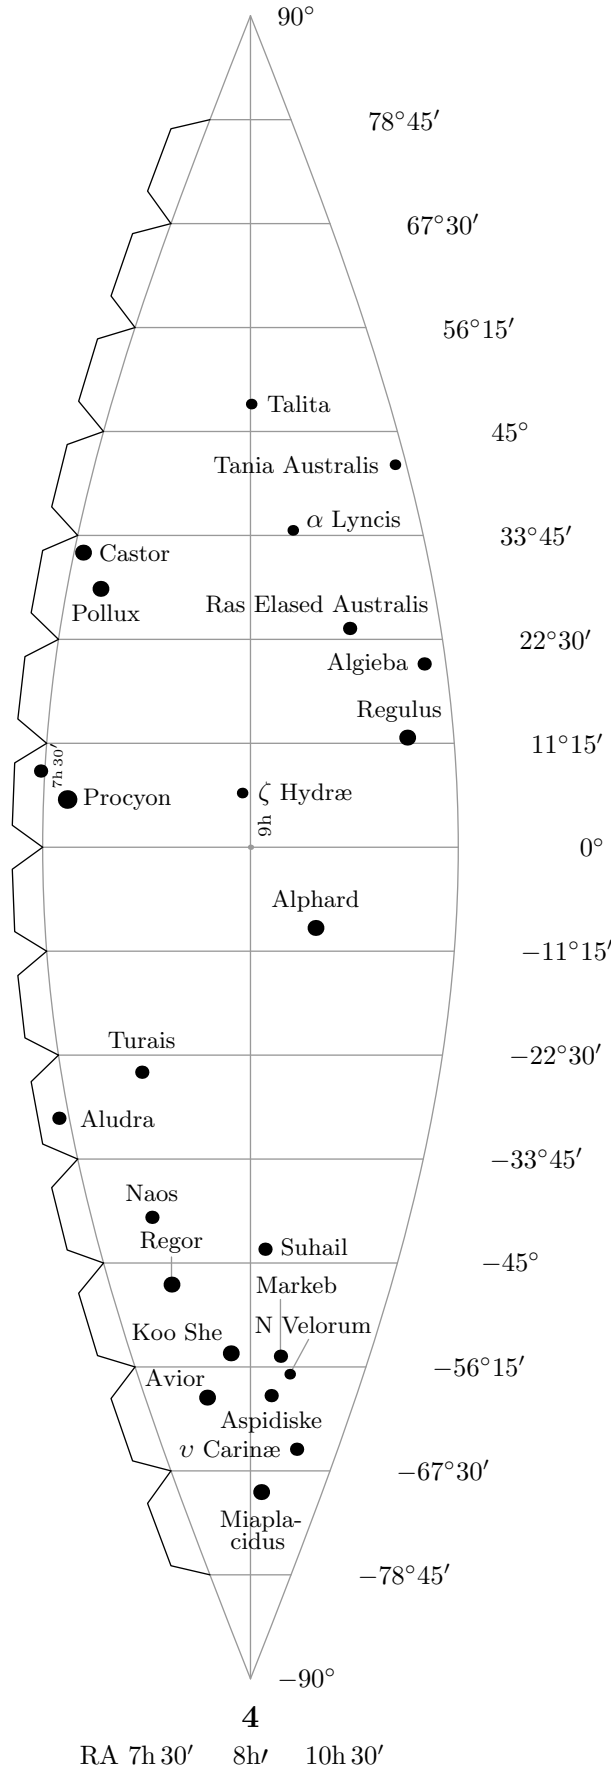 90°
78°45′
67°30′
56°15′
Talita
45°
Tania Australis
α Lyncis
33°45′
Castor
Pollux
Ras Elased Australis
22°30′
Algieba
Regulus
11°15′
7h 30′
Procyon
ζ Hydræ
9h
0°
Alphard
−11°15′
Turais
−22°30′
Aludra
−33°45′
Naos
Regor
Suhail
−45°
Markeb
N Velorum
Koo She
−56°15′
Avior
Aspidiske
υ Carinæ
−67°30′
Miapla-
cidus
−78°45′
−90°
4
RA 7h 30′ 8h′ 10h 30′